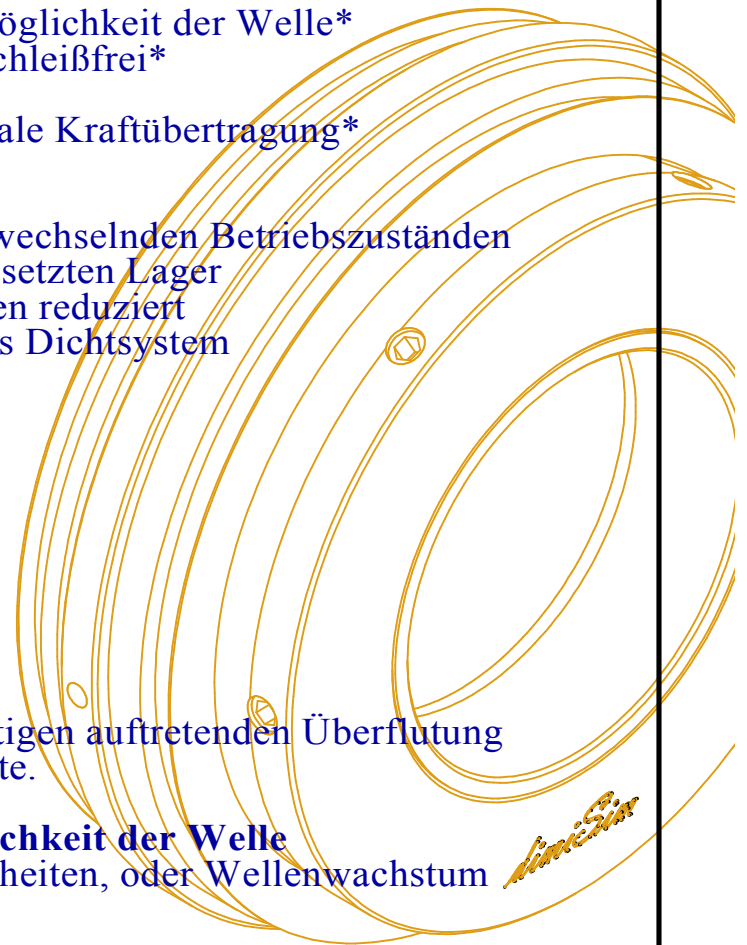 öglichkeit der Welle*
chleißfrei*
ale Kraftübertragung*
wechselnden Betriebszuständen
setzten Lager
en reduziert
s Dichtsystem
tigen auftretenden Überflutung
te.
chkeit der Welle
heiten, oder Wellenwachstum